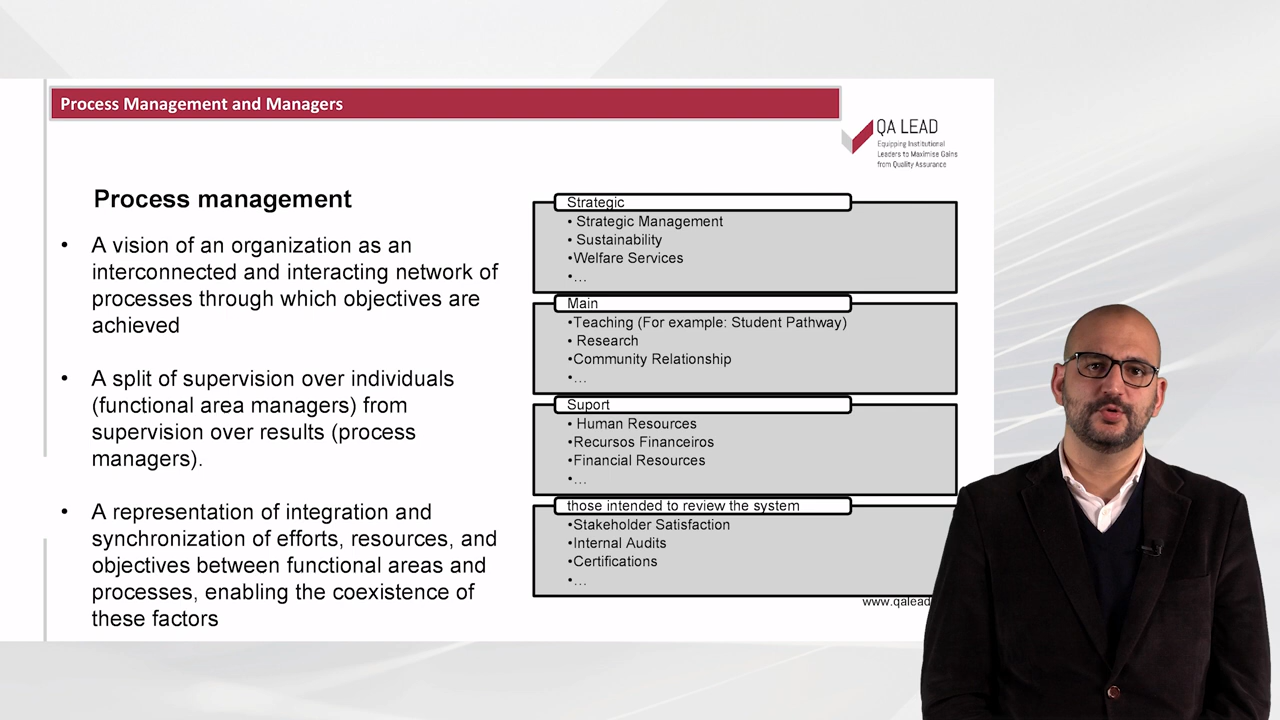 Process Management and Managers
QA LEAD
Equipping Institutional
Leaders to Maximise Gains
from Quality Assurance
Process management
• A vision of an organization as an
interconnected and interacting network of
processes through which objectives are
achieved
• A split of supervision over individuals
(functional area managers) from
supervision over results (process
managers).
• A representation of integration and
synchronization of efforts, resources, and
objectives between functional areas and
processes, enabling the coexistence of
these factors
Strategic
• Strategic Management
• Sustainability
•Welfare Services
•…
Main
•Teaching (For example: Student Pathway)
• Research
•Community Relationship
•…
Suport
• Human Resources
•Recursos Financeiros
•Financial Resources
•…
those intended to review the system
•Stakeholder Satisfaction
•Internal Audits
•Certifications
•…
www.qalead